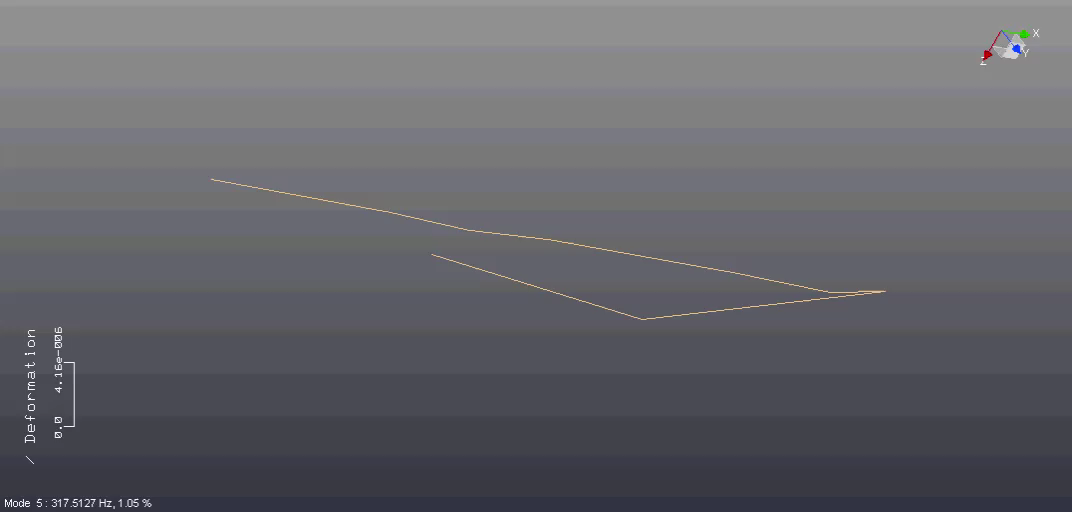 X
Y
Z
/ Deformation
0.0 4.16e-006
Mode 5 : 317.5127 Hz, 1.05 %